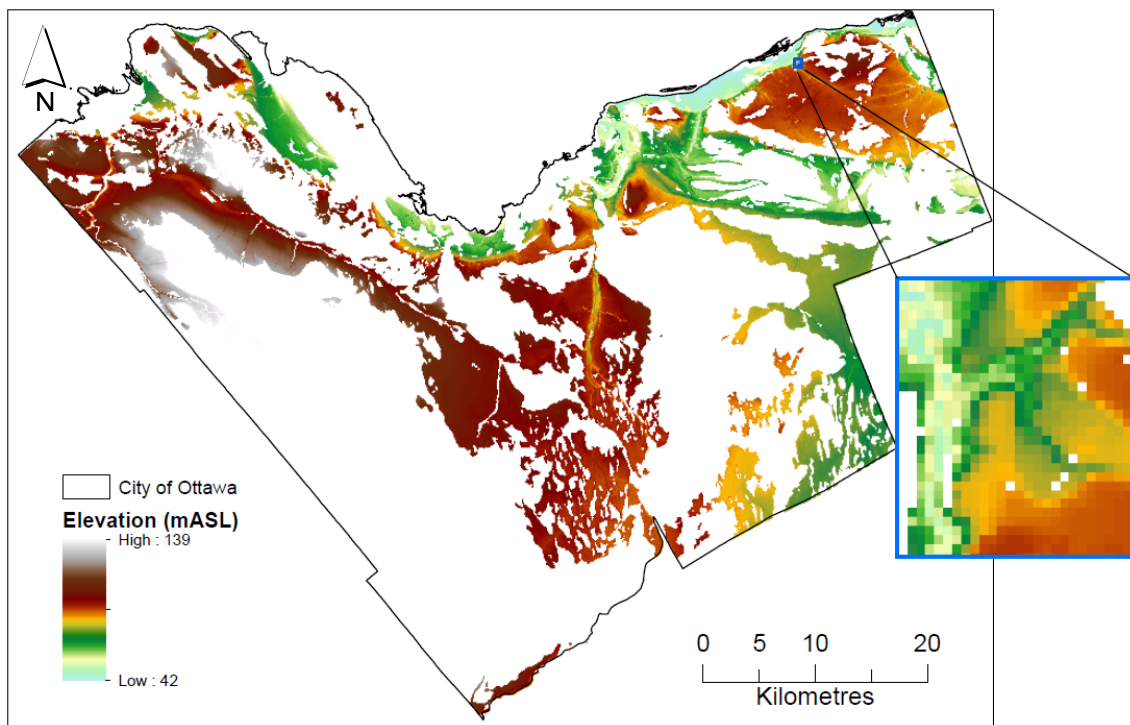 N
City of Ottawa
Elevation (mASL)
High : 139
Low : 42
0 5 10 20
Kilometres